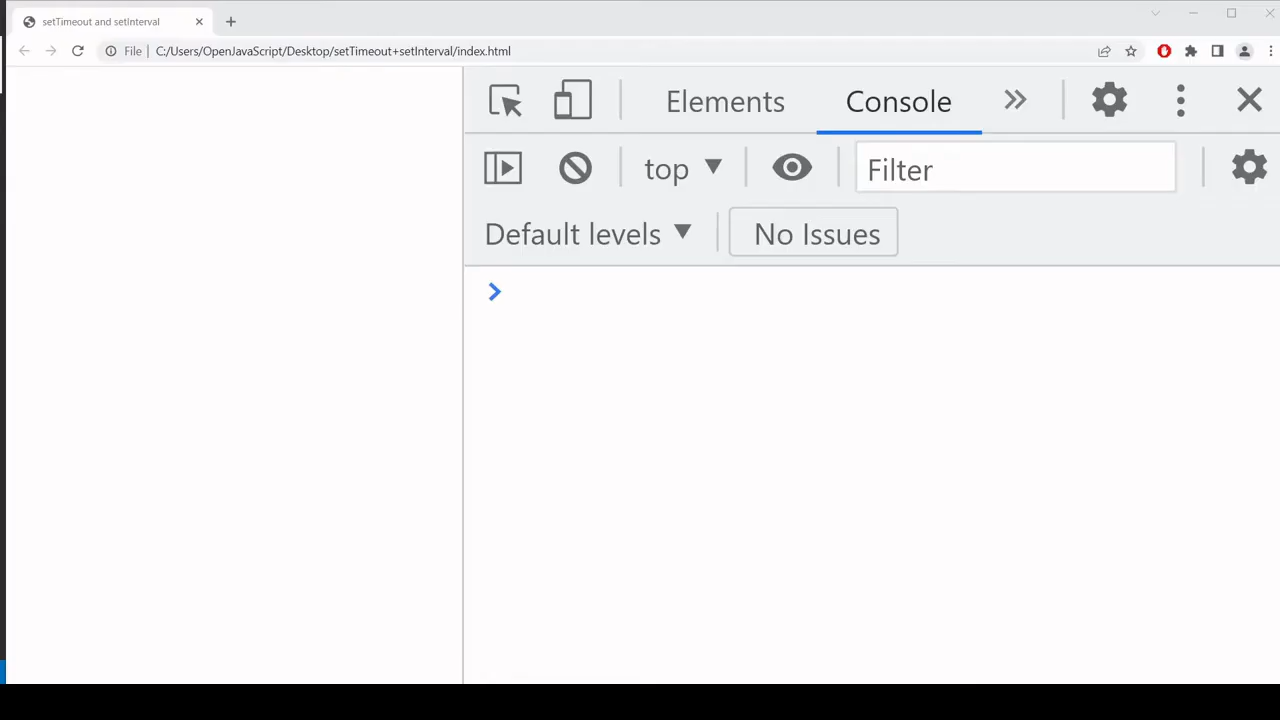 setTimeout and setInterval
File | C:/Users/OpenJavaScript/Desktop/setTimeout+setInterval/index.html
Elements Console
top Filter
Default levels No Issues